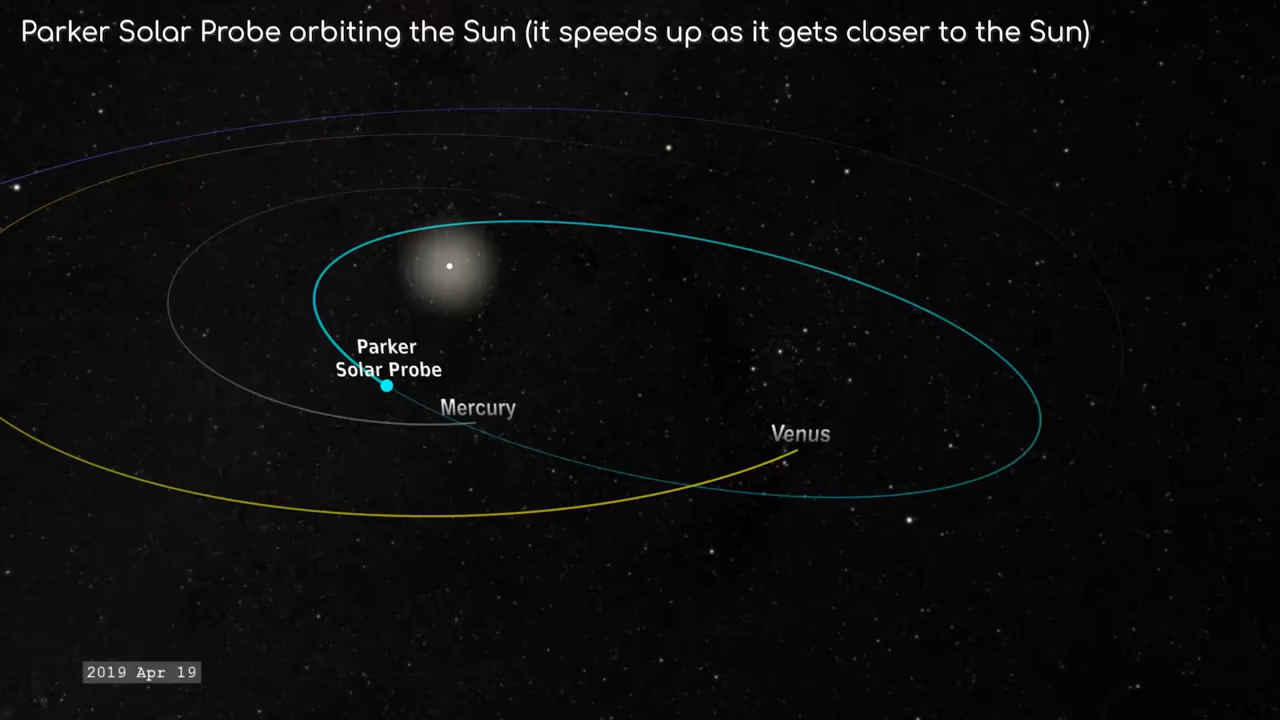 Parker Solar Probe orbiting the Sun (it speeds up as it gets closer to the Sun)
Parker
Solar Probe
Mercury
Venus
2019 Apr 19